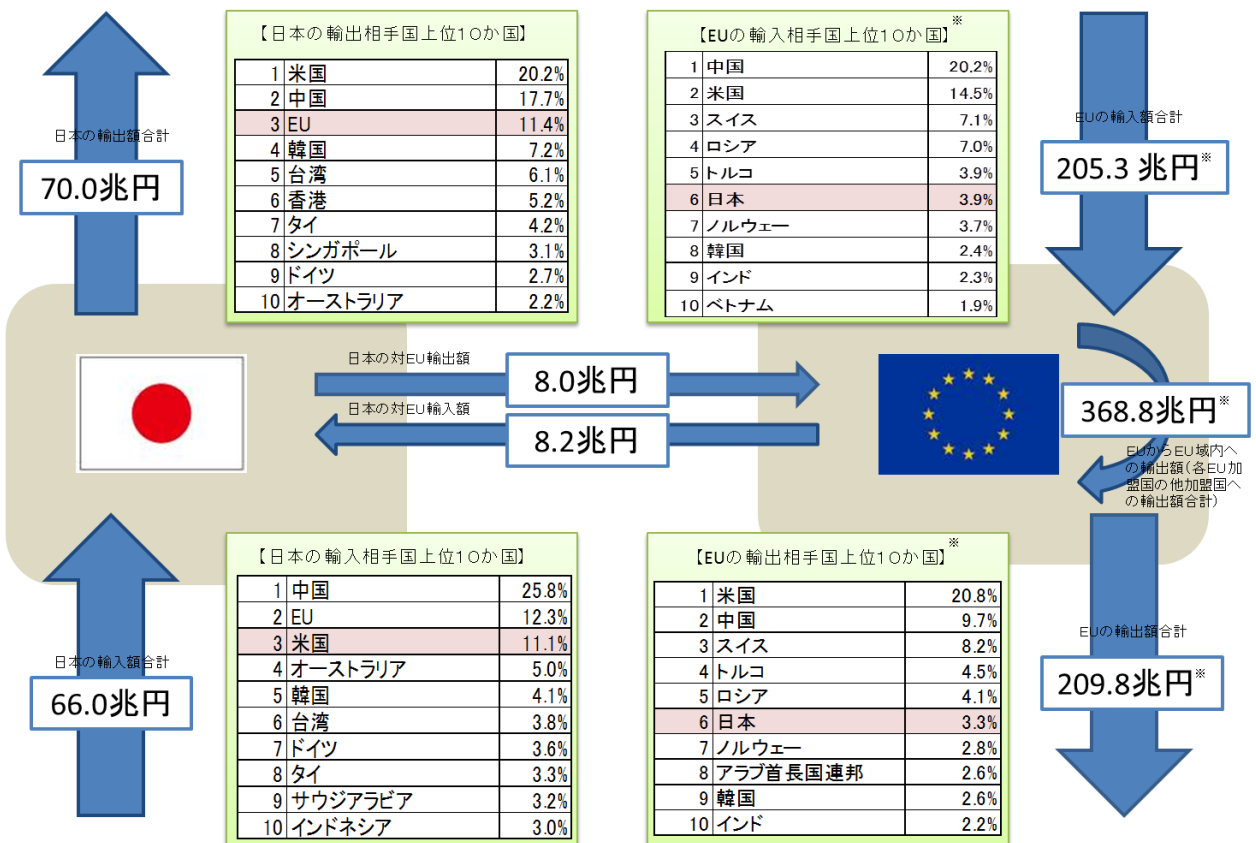 【日本の輸出相手国上位１０か国】
1 米国 20.2%
2 中国 17.7%
3 EU 11.4%
4 韓国 7.2%
5 台湾 6.1%
6 香港 5.2%
7 タイ 4.2%
8 シンガポール 3.1%
9 ドイツ 2.7%
10 オーストラリア 2.2%
【EUの輸入相手国上位１０か国】※
1 中国 20.2%
2 米国 14.5%
3 スイス 7.1%
4 ロシア 7.0%
5 トルコ 3.9%
6 日本 3.9%
7 ノルウェー 3.7%
8 韓国 2.4%
9 インド 2.3%
10 ベトナム 1.9%
日本の輸出額合計
70.0兆円
EUの輸入額合計
205.3 兆円※
日本の対EU輸出額
8.0兆円
日本の対EU輸入額
8.2兆円
368.8兆円※
EUからEU域内へ
の輸出額(各EU加
盟国の他加盟国へ
の輸出額合計)
【日本の輸入相手国上位１０か国】
1 中国 25.8%
2 EU 12.3%
3 米国 11.1%
4 オーストラリア 5.0%
5 韓国 4.1%
6 台湾 3.8%
7 ドイツ 3.6%
8 タイ 3.3%
9 サウジアラビア 3.2%
10 インドネシア 3.0%
【EUの輸出相手国上位１０か国】※
1 米国 20.8%
2 中国 9.7%
3 スイス 8.2%
4 トルコ 4.5%
5 ロシア 4.1%
6 日本 3.3%
7 ノルウェー 2.8%
8 アラブ首長国連邦 2.6%
9 韓国 2.6%
10 インド 2.2%
日本の輸入額合計
66.0兆円
EUの輸出額合計
209.8兆円※